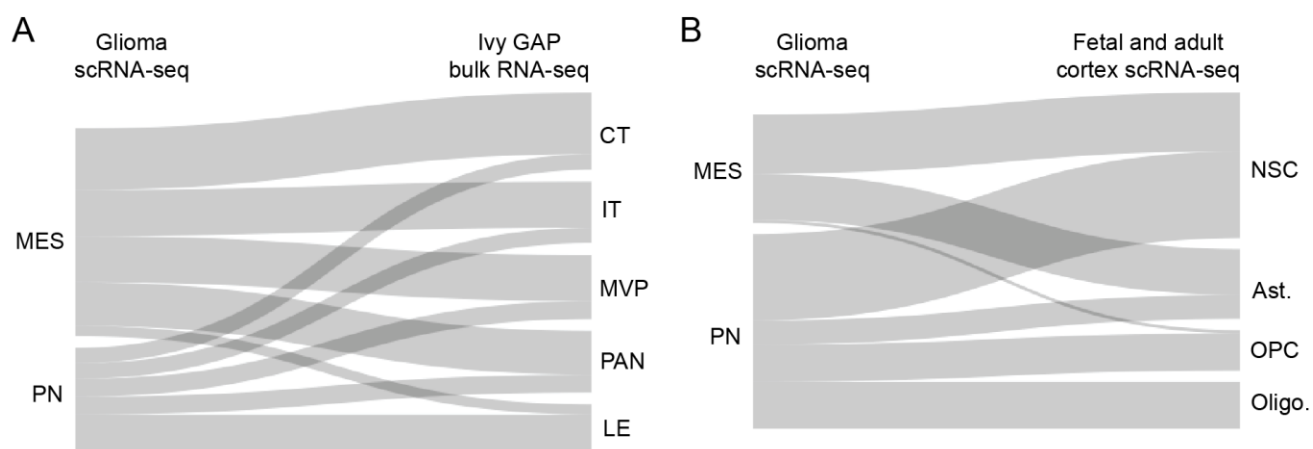 A
Glioma
scRNA-seq
Ivy GAP
bulk RNA-seq
MES
PN
CT
IT
MVP
PAN
LE
B
Glioma
scRNA-seq
Fetal and adult
cortex scRNA-seq
MES
PN
NSC
Ast.
OPC
Oligo.